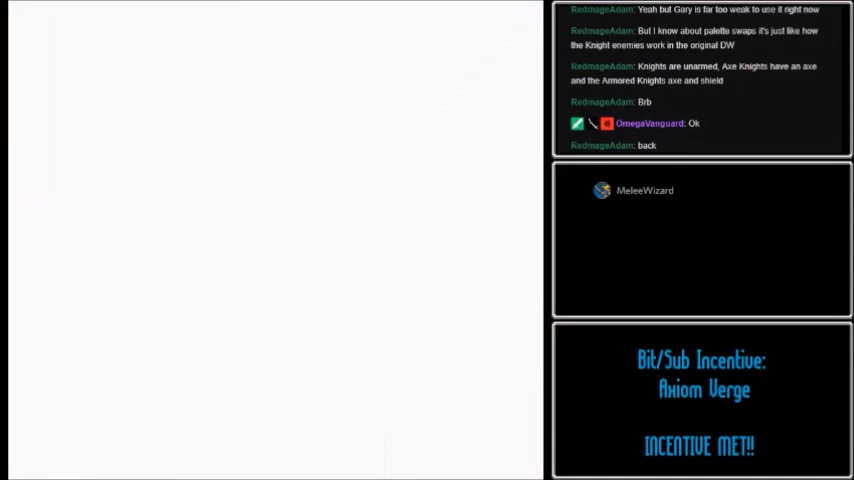 RedmageAdam: Yeah but Gary is far too weak to use it right now
RedmageAdam: But I know about palette swaps it's just like how
the Knight enemies work in the original DW
RedmageAdam: Knights are unarmed, Axe Knights have an axe
and the Armored Knights axe and shield
RedmageAdam: Brb
OmegaVanguard: Ok
RedmageAdam: back
MeleeWizard
Bit/Sub Incentive:
Axiom Verge
INCENTIVE MET!!